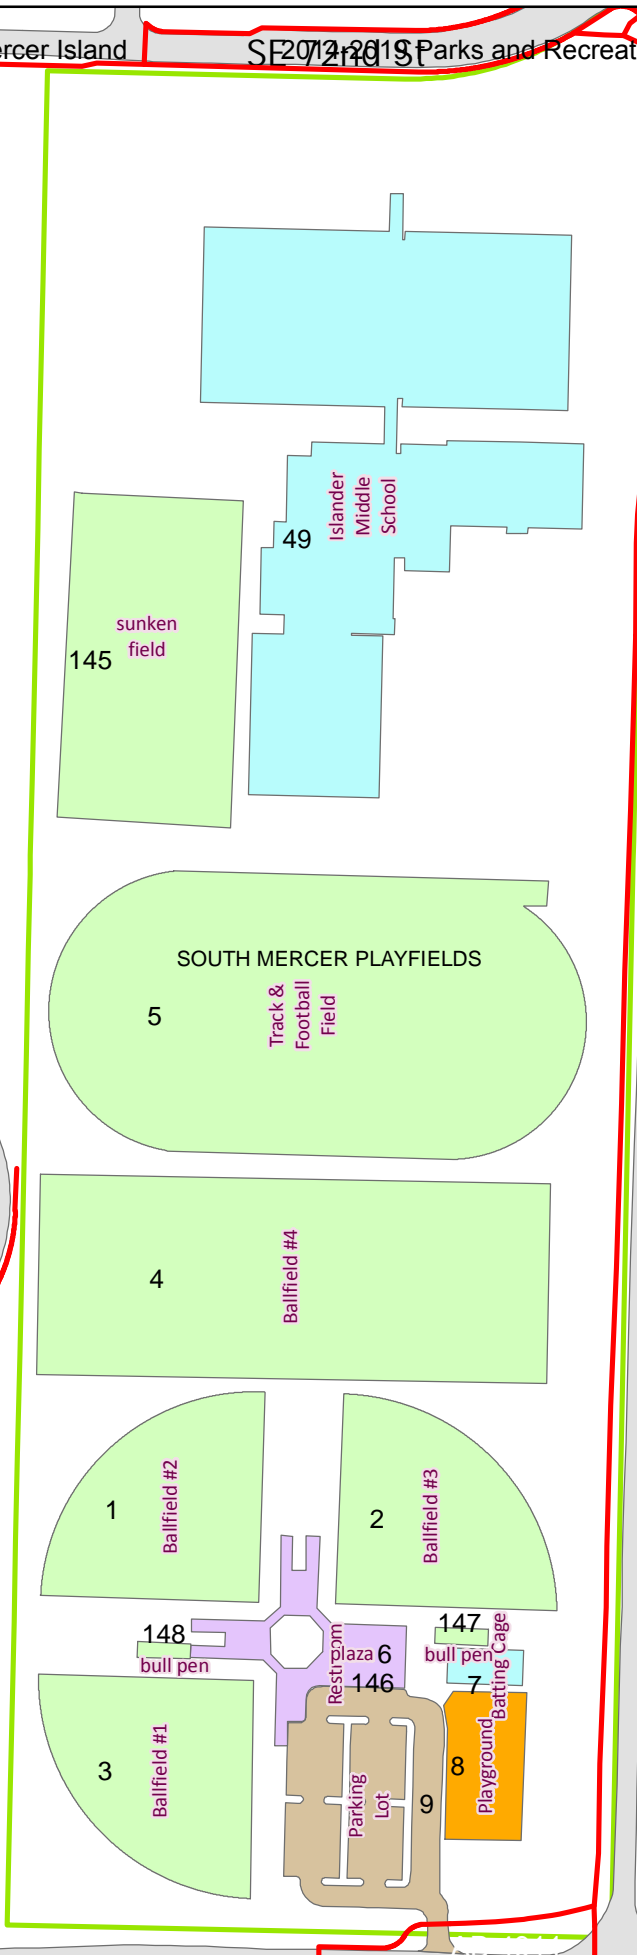 ercer Island
SE 72nd St
2014-2019 Parks and Recreat
Islander
Middle
School
49
sunken
field
145
SOUTH MERCER PLAYFIELDS
Track &
Football
Field
5
4
Ballfield #4
1
Ballfield #2
2
Ballfield #3
148
bull pen
147
bull pen
Batting Cage
7
Restroom
plaza
6
146
3
Ballfield #1
Parking
Lot
9
8
Playground